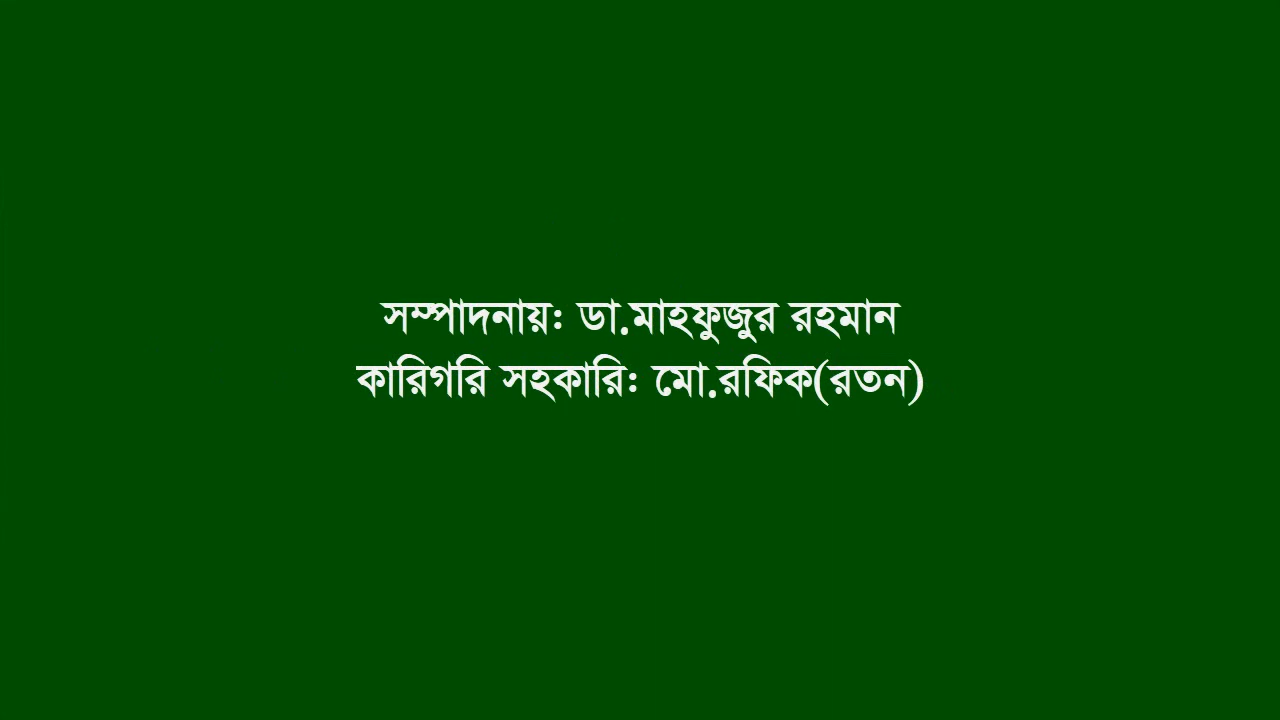 সম্পাদনায়: ডা.মাহফুজুর রহমান
কারিগরি সহকারি: মো.রফিক(রতন)